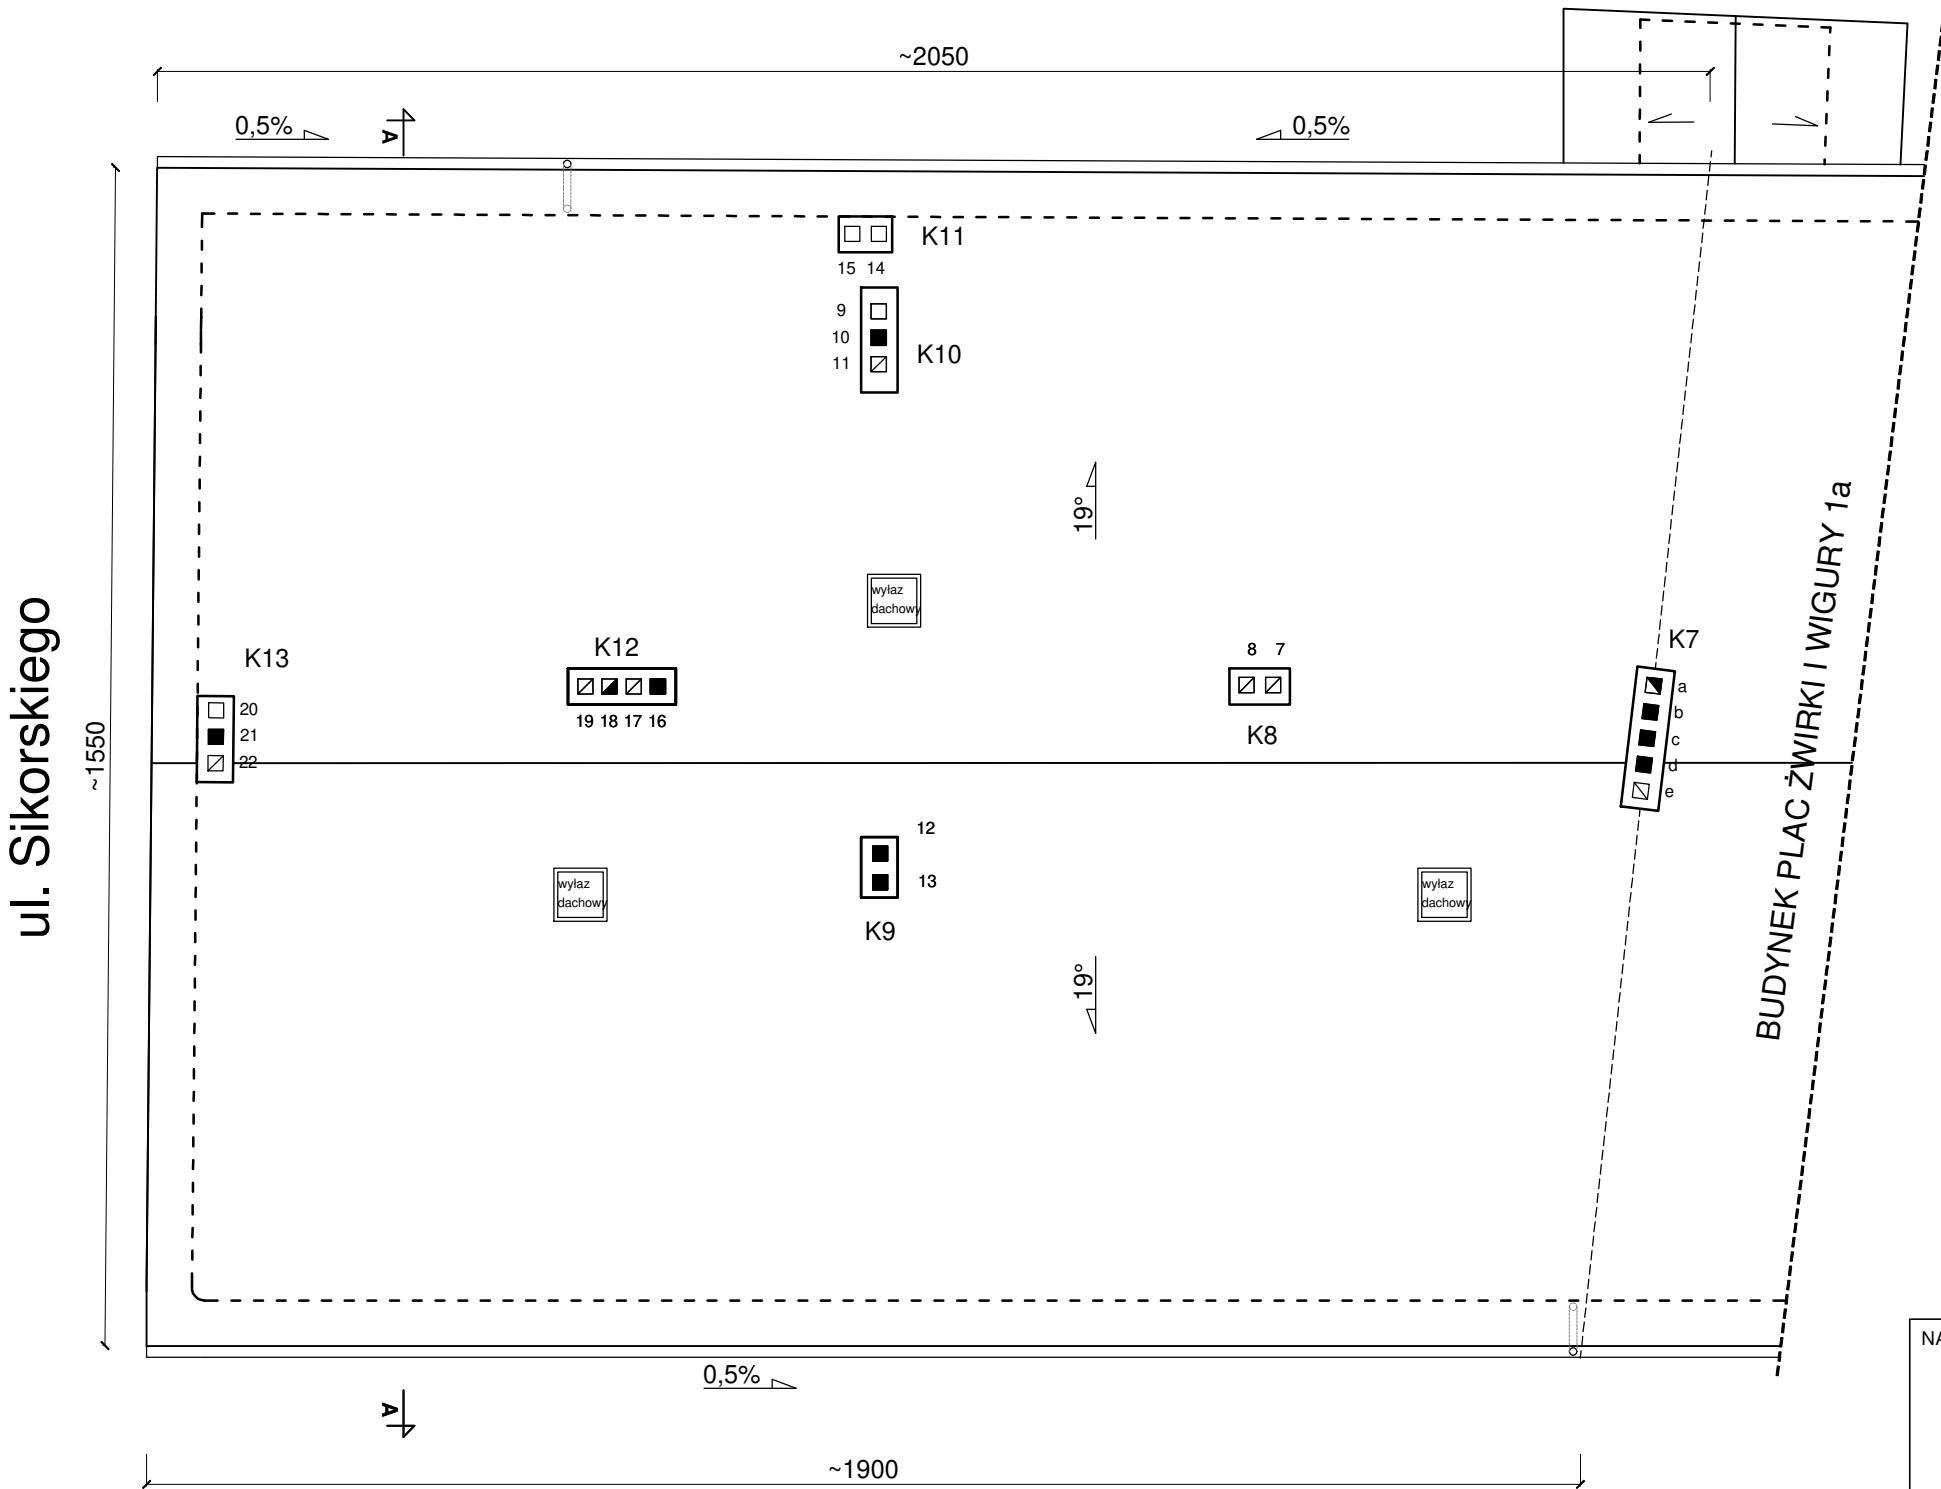 ~2050
0,5%
A
0,5%
K11
15 14
9
10
11
K10
19°
ul. Sikorskiego
~1550
wyłaz
dachowy
K13
20
21
22
K12
19 18 17 16
8 7
K8
K7
a
b
c
d
e
BUDYNEK PLAC ŻWIRKI I WIGURY 1a
12
13
K9
wyłaz
dachowy
wyłaz
dachowy
19°
0,5%
A
~1900
NA